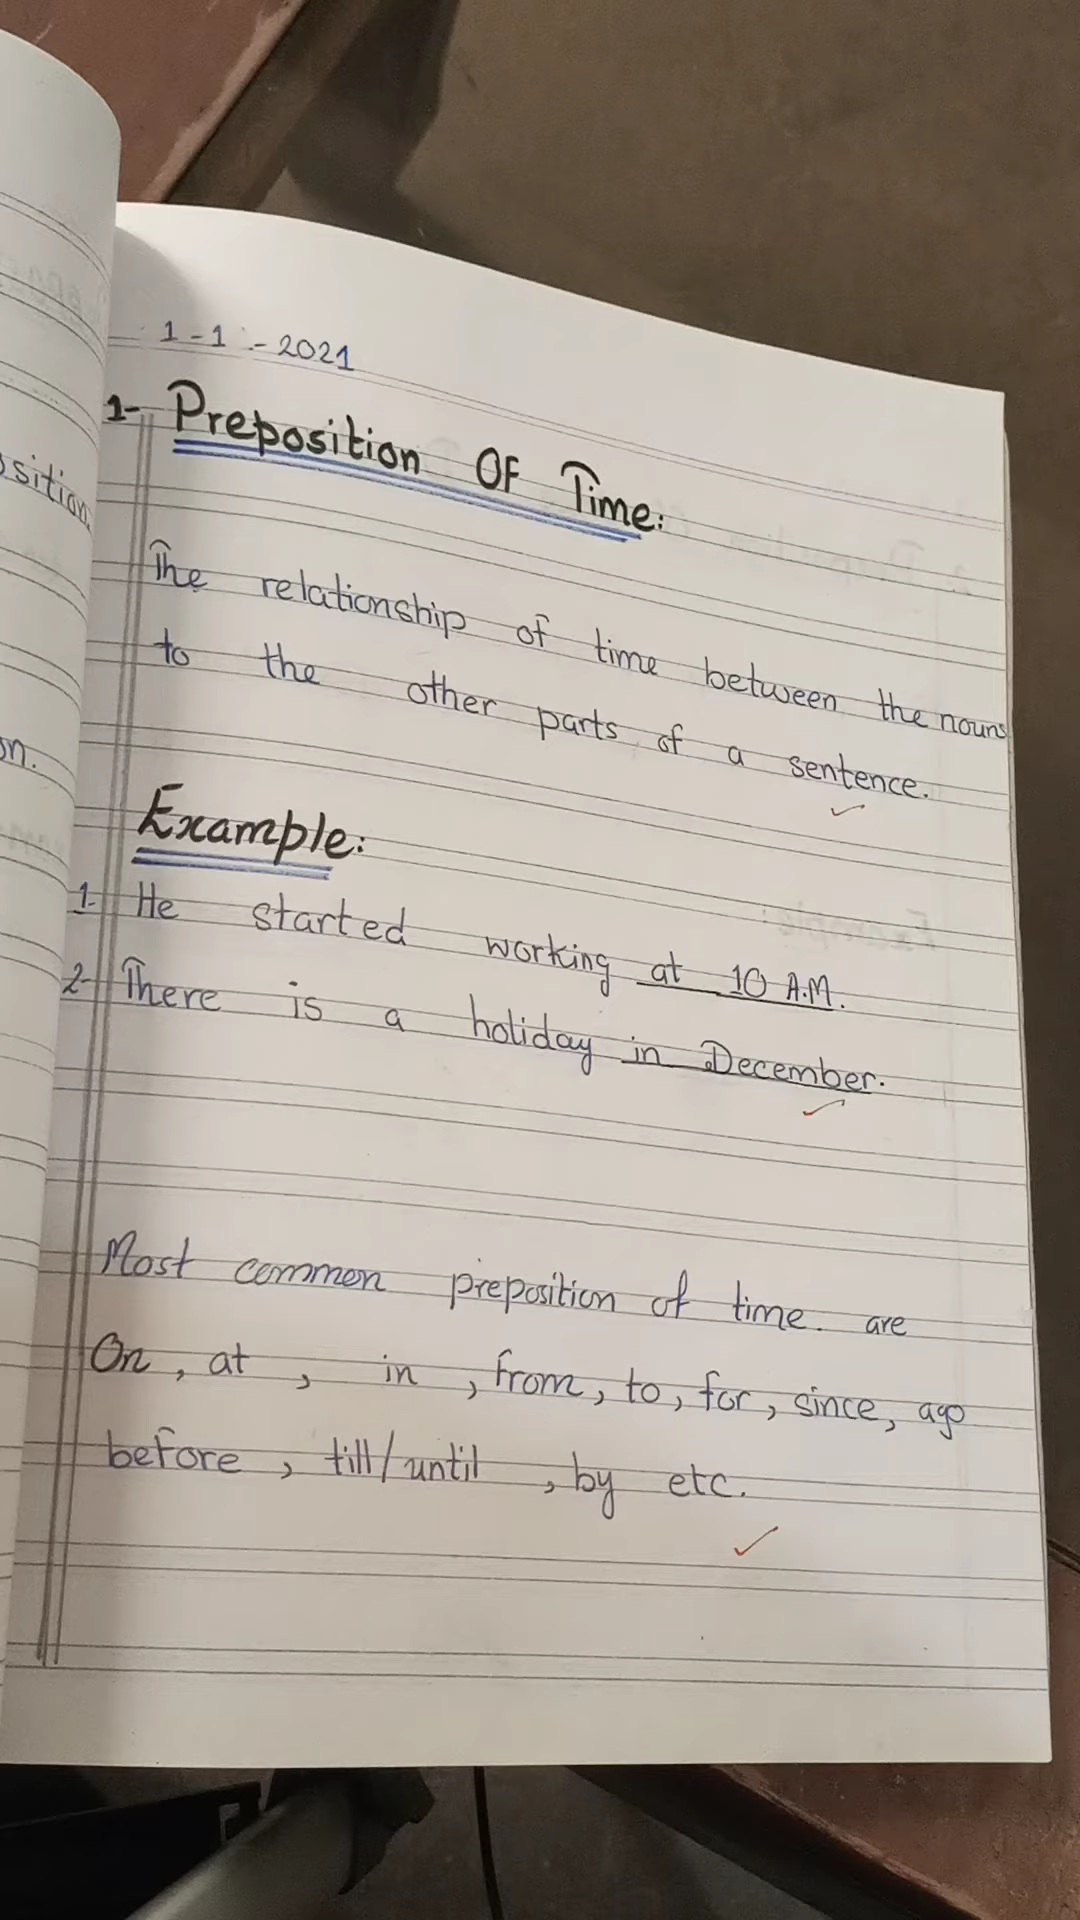 1-1-2021
1- Preposition OF Time:
The relationship of time between the nouns
to the other parts of a sentence.
Example:
1. He started working at 10 A.M.
2- There is a holiday in December.
Most common preposition of time. are
On, at, in, from, to, for, since, ago
before, till/until, by etc.